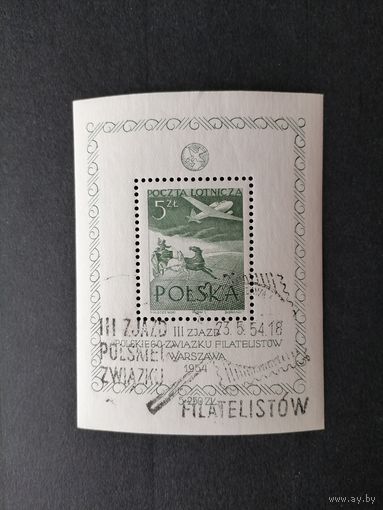 POCZTA LOTNICZA
5 ZŁ
POLSKA
III ZJAZD
POLSKIEGO ZWIĄZKU FILATELISTÓW
WARSZAWA
1954
III ZJAZD
POLSKIEGO
ZWIĄZKU
FILATELISTÓW
23.5.54.18
www.ay.by